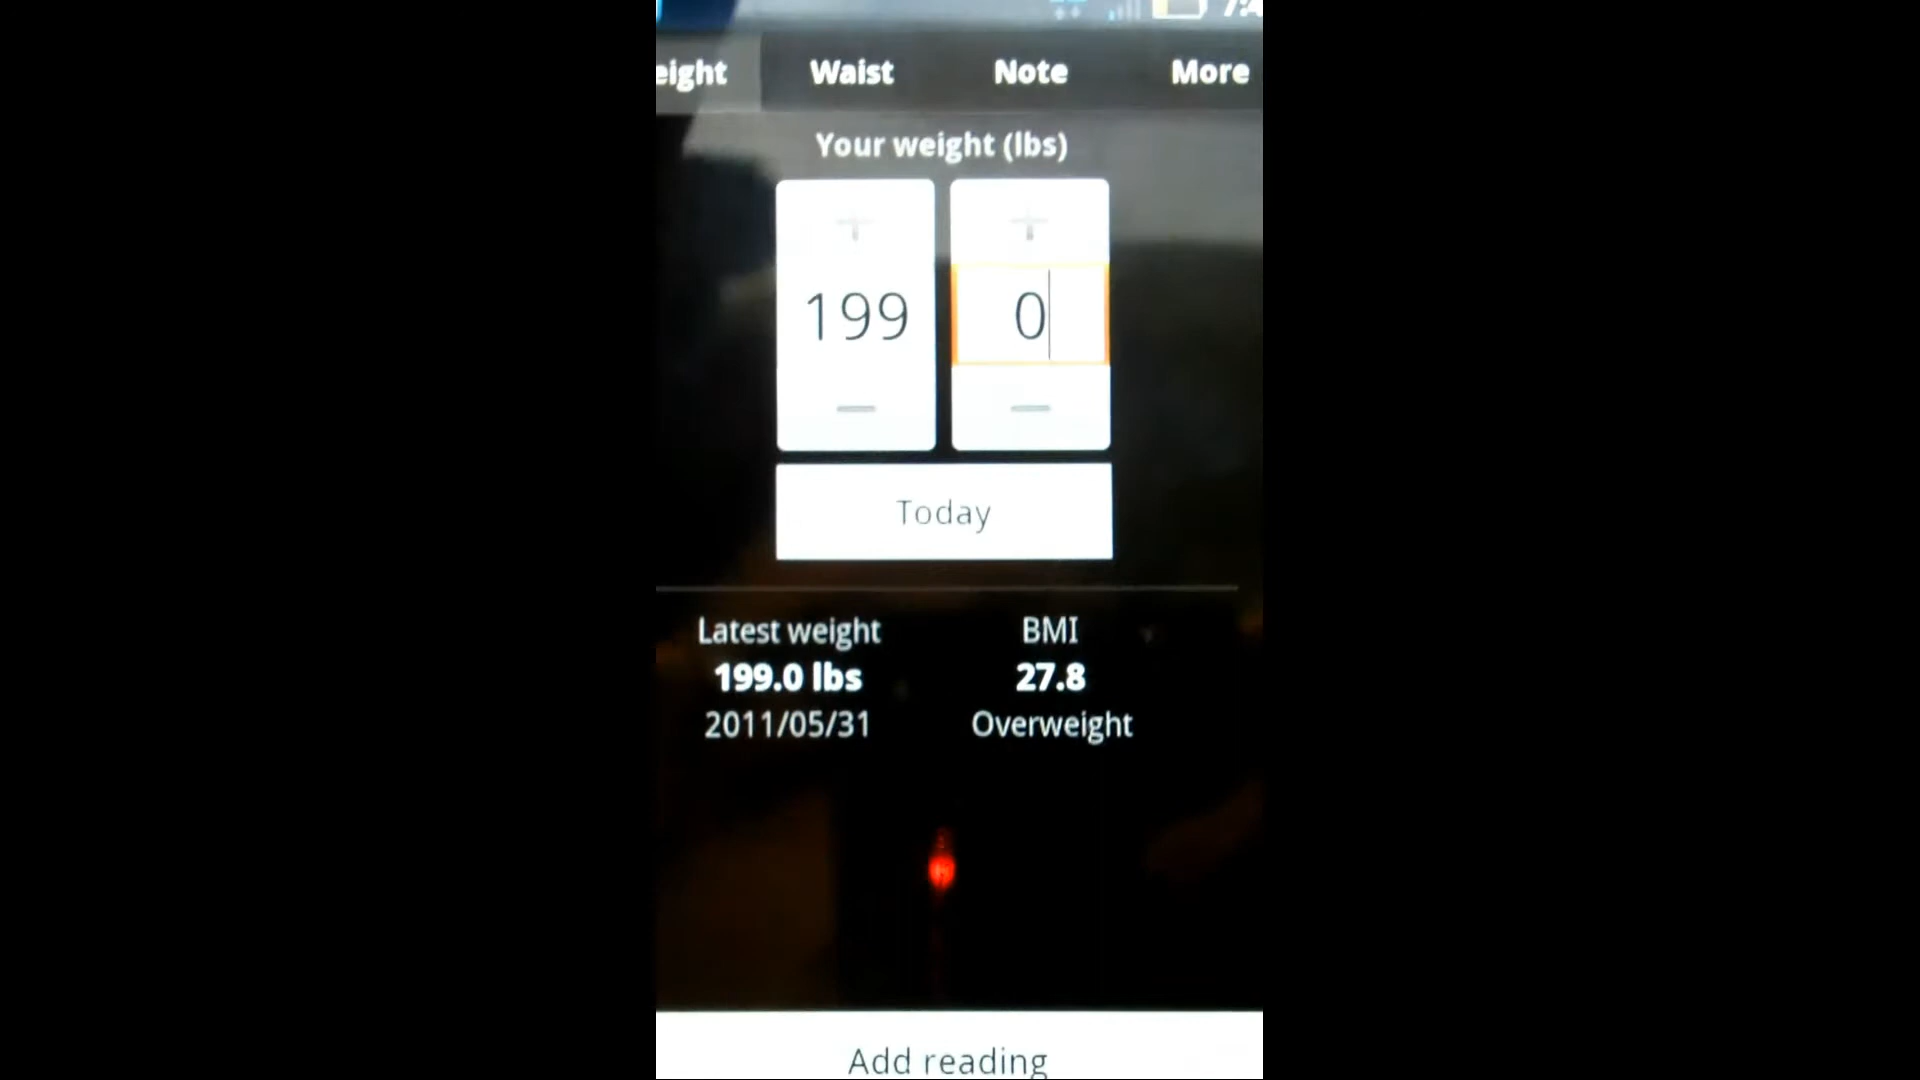 eight Waist Note More
Your weight (lbs)
+ +
199 0
— —
Today
Latest weight BMI
199.0 lbs 27.8
2011/05/31 Overweight
Add reading